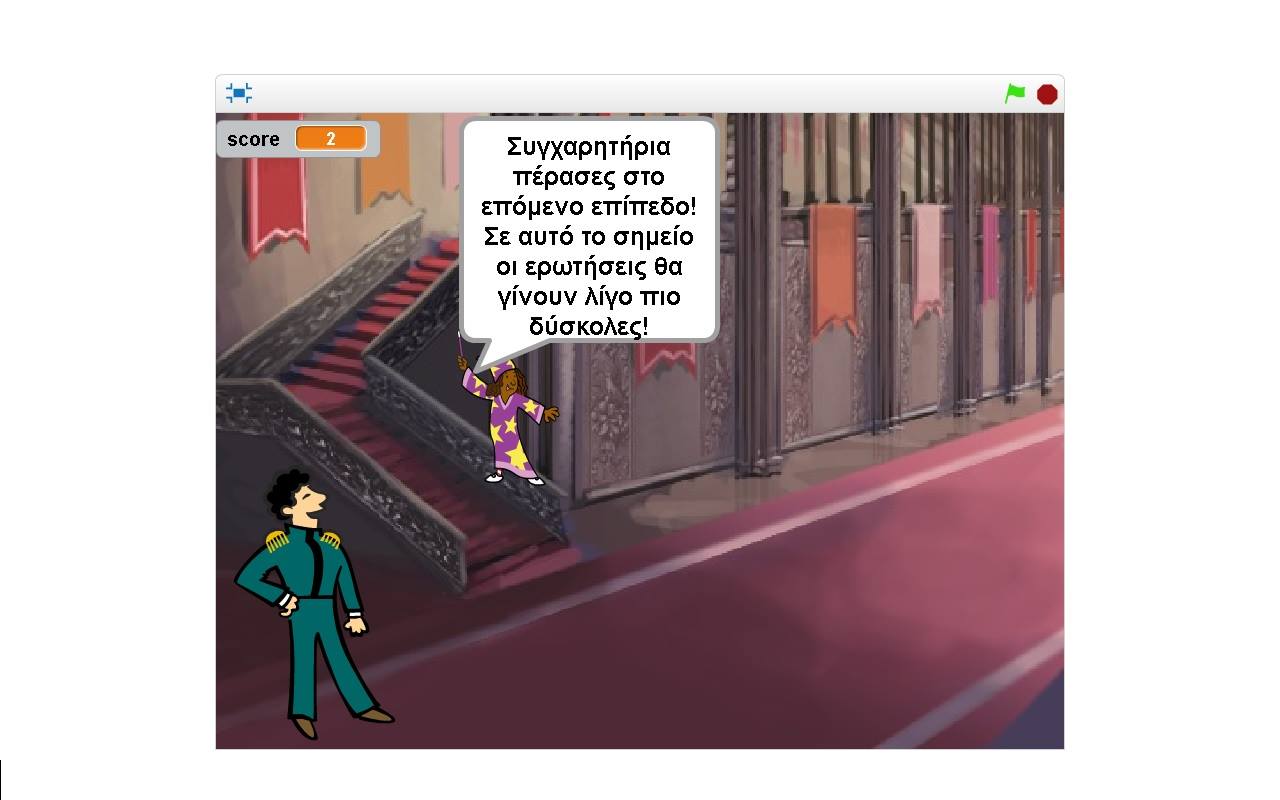 score 2
Συγχαρητήρια
πέρασες στο
επόμενο επίπεδο!
Σε αυτό το σημείο
οι ερωτήσεις θα
γίνουν λίγο πιο
δύσκολες!